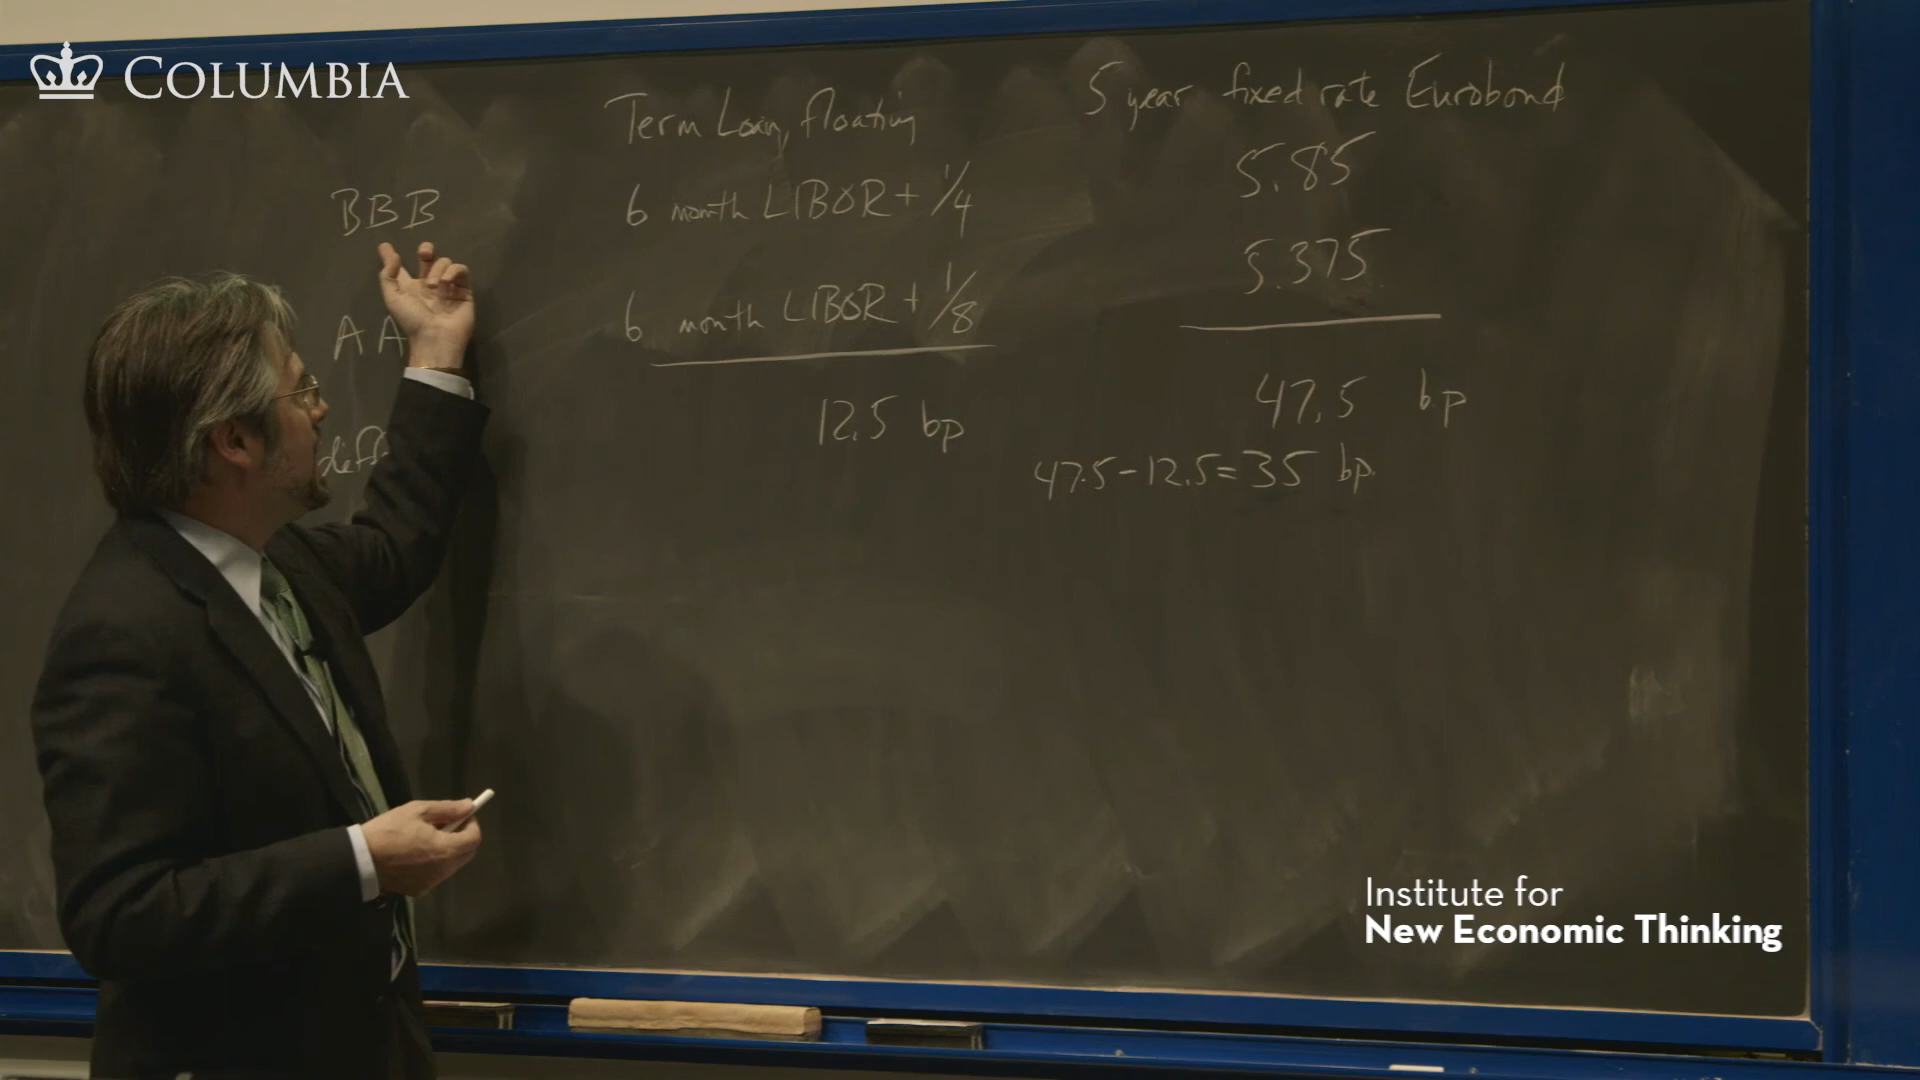 COLUMBIA
Term Loan, floating
5 year fixed rate Eurobond
BBB
6 month LIBOR + 1/4
5.85
AA
6 month LIBOR + 1/8
5.375
12.5 bp
47.5 bp
47.5-12.5=35 bp.
Institute for
New Economic Thinking